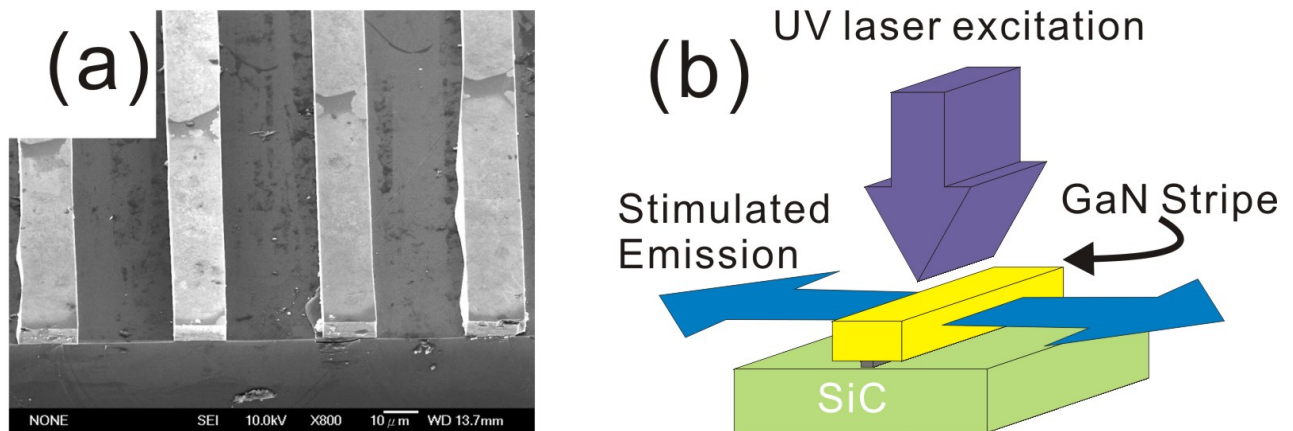 (a)
NONE SEI 10.0kV X800 10μm WD 13.7mm
(b)
UV laser excitation
Stimulated
Emission
GaN Stripe
SiC